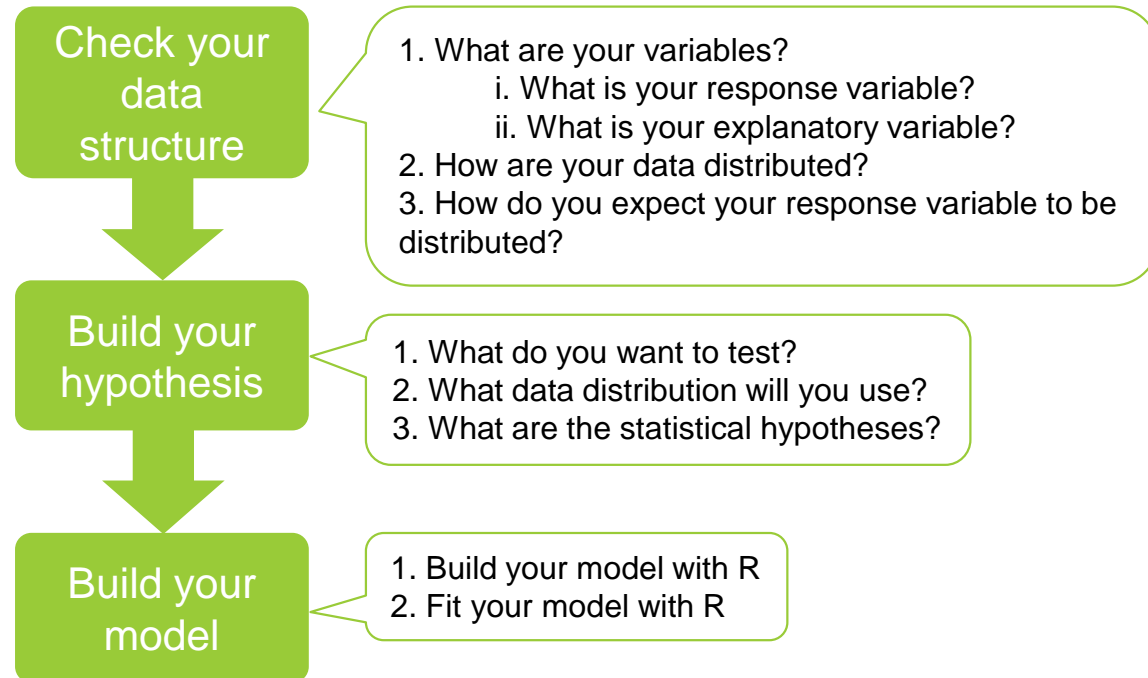 Check your
data
structure
1. What are your variables?
i. What is your response variable?
ii. What is your explanatory variable?
2. How are your data distributed?
3. How do you expect your response variable to be
distributed?
Build your
hypothesis
1. What do you want to test?
2. What data distribution will you use?
3. What are the statistical hypotheses?
Build your
model
1. Build your model with R
2. Fit your model with R